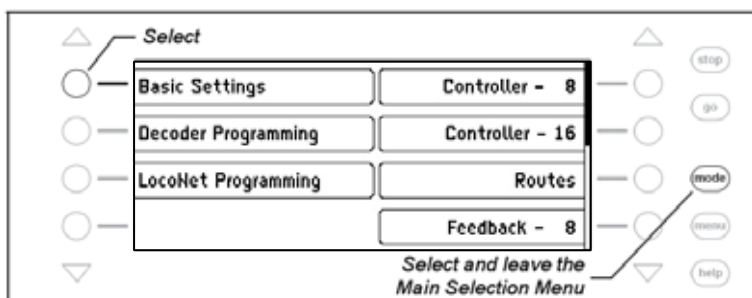 Select
stop
Basic Settings
Controller - 8
go
Decoder Programming
Controller - 16
LocoNet Programming
Routes
mode
Feedback - 8
menu
Select and leave the
Main Selection Menu
help